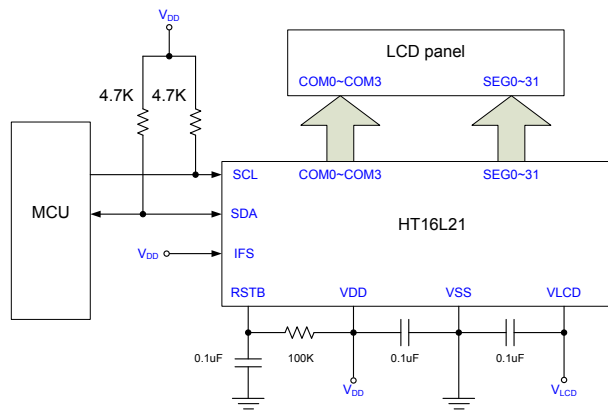 VDD
LCD panel
COM0~COM3 SEG0~31
4.7K 4.7K
MCU
SCL COM0~COM3 SEG0~31
SDA
HT16L21
VDD IFS
RSTB VDD VSS VLCD
0.1uF 100K 0.1uF 0.1uF
VDD VLCD